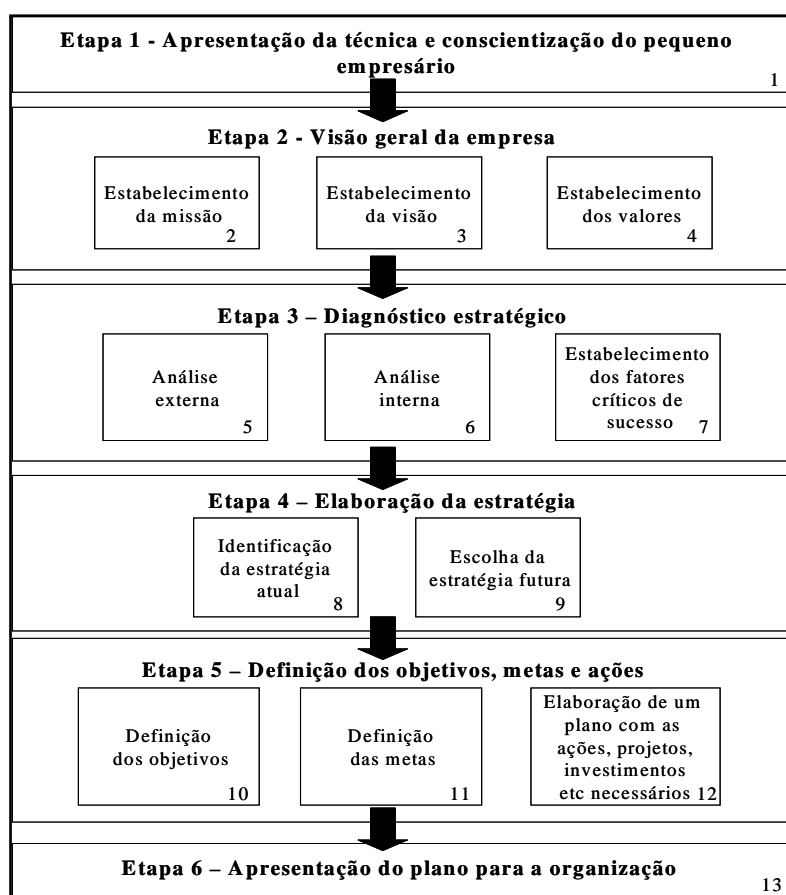 Etapa 1 - Apresentação da técnica e conscientização do pequeno
empresário
1
Etapa 2 - Visão geral da empresa
Estabelecimento
da missão
2
Estabelecimento
da visão
3
Estabelecimento
dos valores
4
Etapa 3 – Diagnóstico estratégico
Análise
externa
5
Análise
interna
6
Estabelecimento
dos fatores
críticos de
sucesso
7
Etapa 4 – Elaboração da estratégia
Identificação
da estratégia
atual
8
Escolha da
estratégia futura
9
Etapa 5 – Definição dos objetivos, metas e ações
Definição
dos objetivos
10
Definição
das metas
11
Elaboração de um
plano com as
ações, projetos,
investimentos
etc necessários 12
Etapa 6 – Apresentação do plano para a organização
13